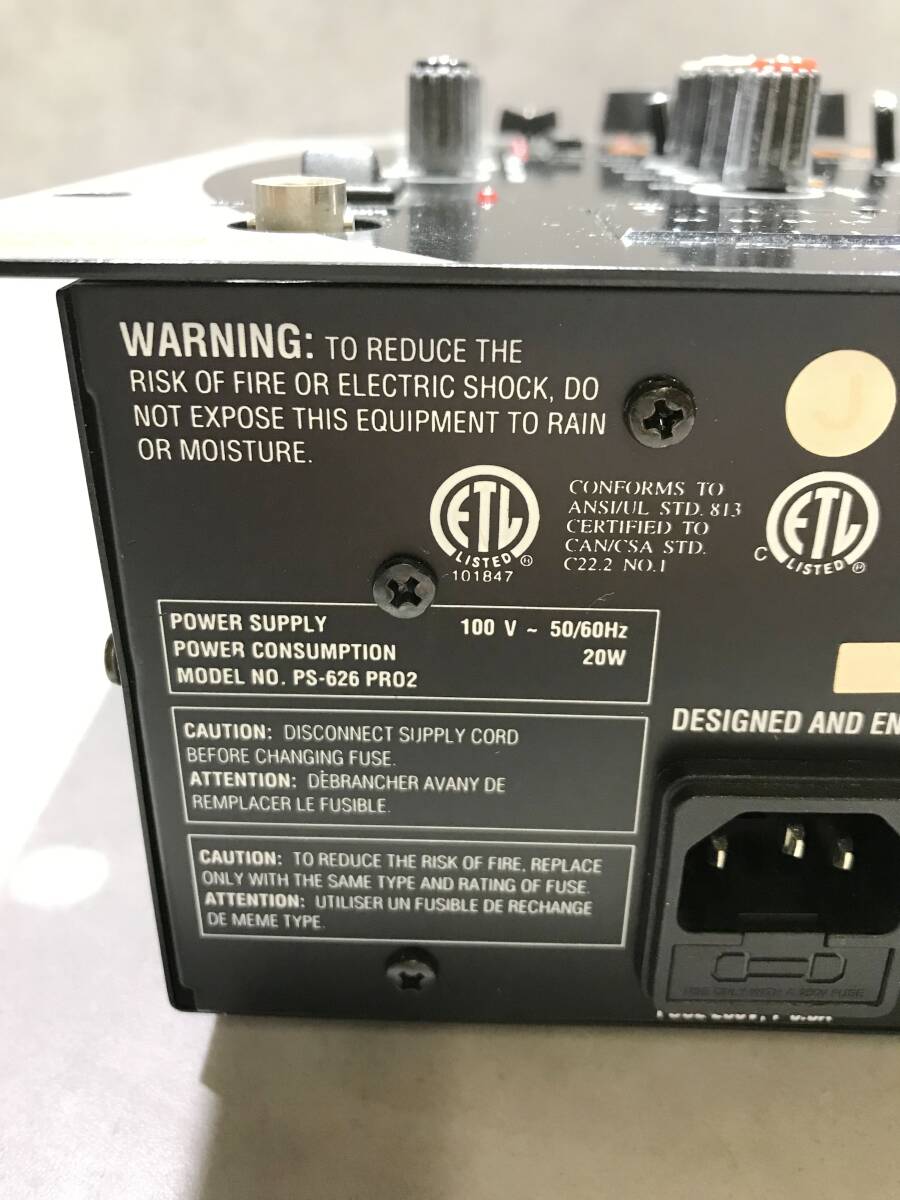 WARNING: TO REDUCE THE
RISK OF FIRE OR ELECTRIC SHOCK, DO
NOT EXPOSE THIS EQUIPMENT TO RAIN
OR MOISTURE.
J
ETL
LISTED
101847
CONFORMS TO
ANSI/UL STD. 813
CERTIFIED TO
CAN/CSA STD.
C22.2 NO.1
C
ETL
LISTED
POWER SUPPLY 100 V ~ 50/60Hz
POWER CONSUMPTION 20W
MODEL NO. PS-626 PRO2
CAUTION: DISCONNECT SUPPLY CORD
BEFORE CHANGING FUSE.
ATTENTION: DÈBRANCHER AVANY DE
REMPLACER LE FUSIBLE.
CAUTION: TO REDUCE THE RISK OF FIRE, REPLACE
ONLY WITH THE SAME TYPE AND RATING OF FUSE.
ATTENTION: UTILISER UN FUSIBLE DE RECHANGE
DE MEME TYPE.
DESIGNED AND EN
USE ONLY WITH A 250V FUSE